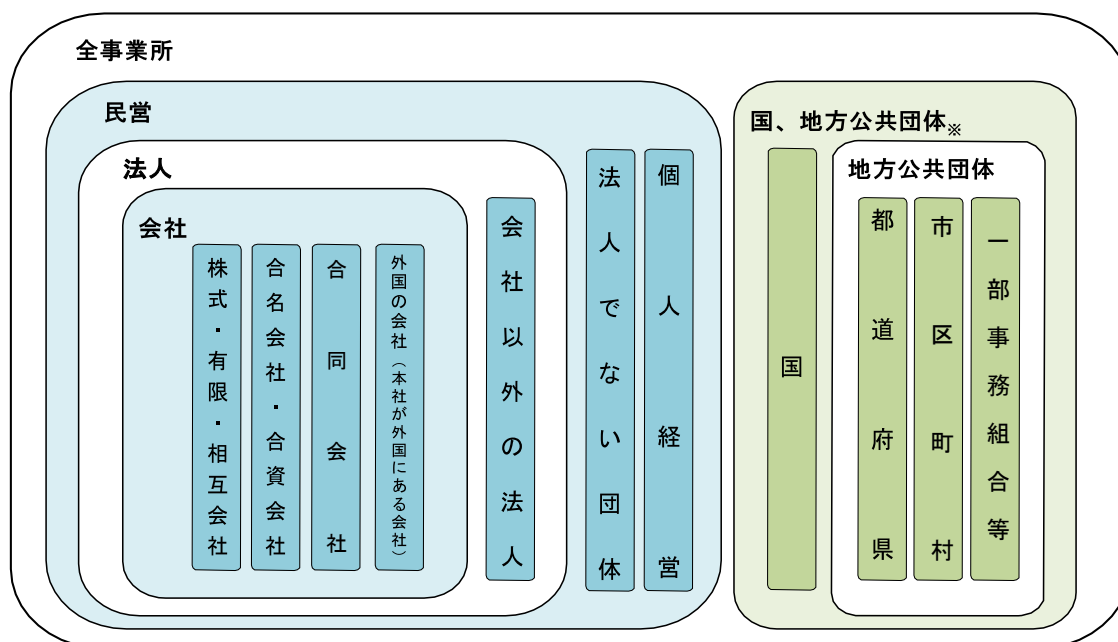 全事業所
民営
法人
会社
株式・有限・相互会社
合名会社・合資会社
合同会社
外国の会社（本社が外国にある会社）
会社以外の法人
法人でない団体
個人経営
国、地方公共団体※
国
地方公共団体
都道府県
市区町村
一部事務組合等